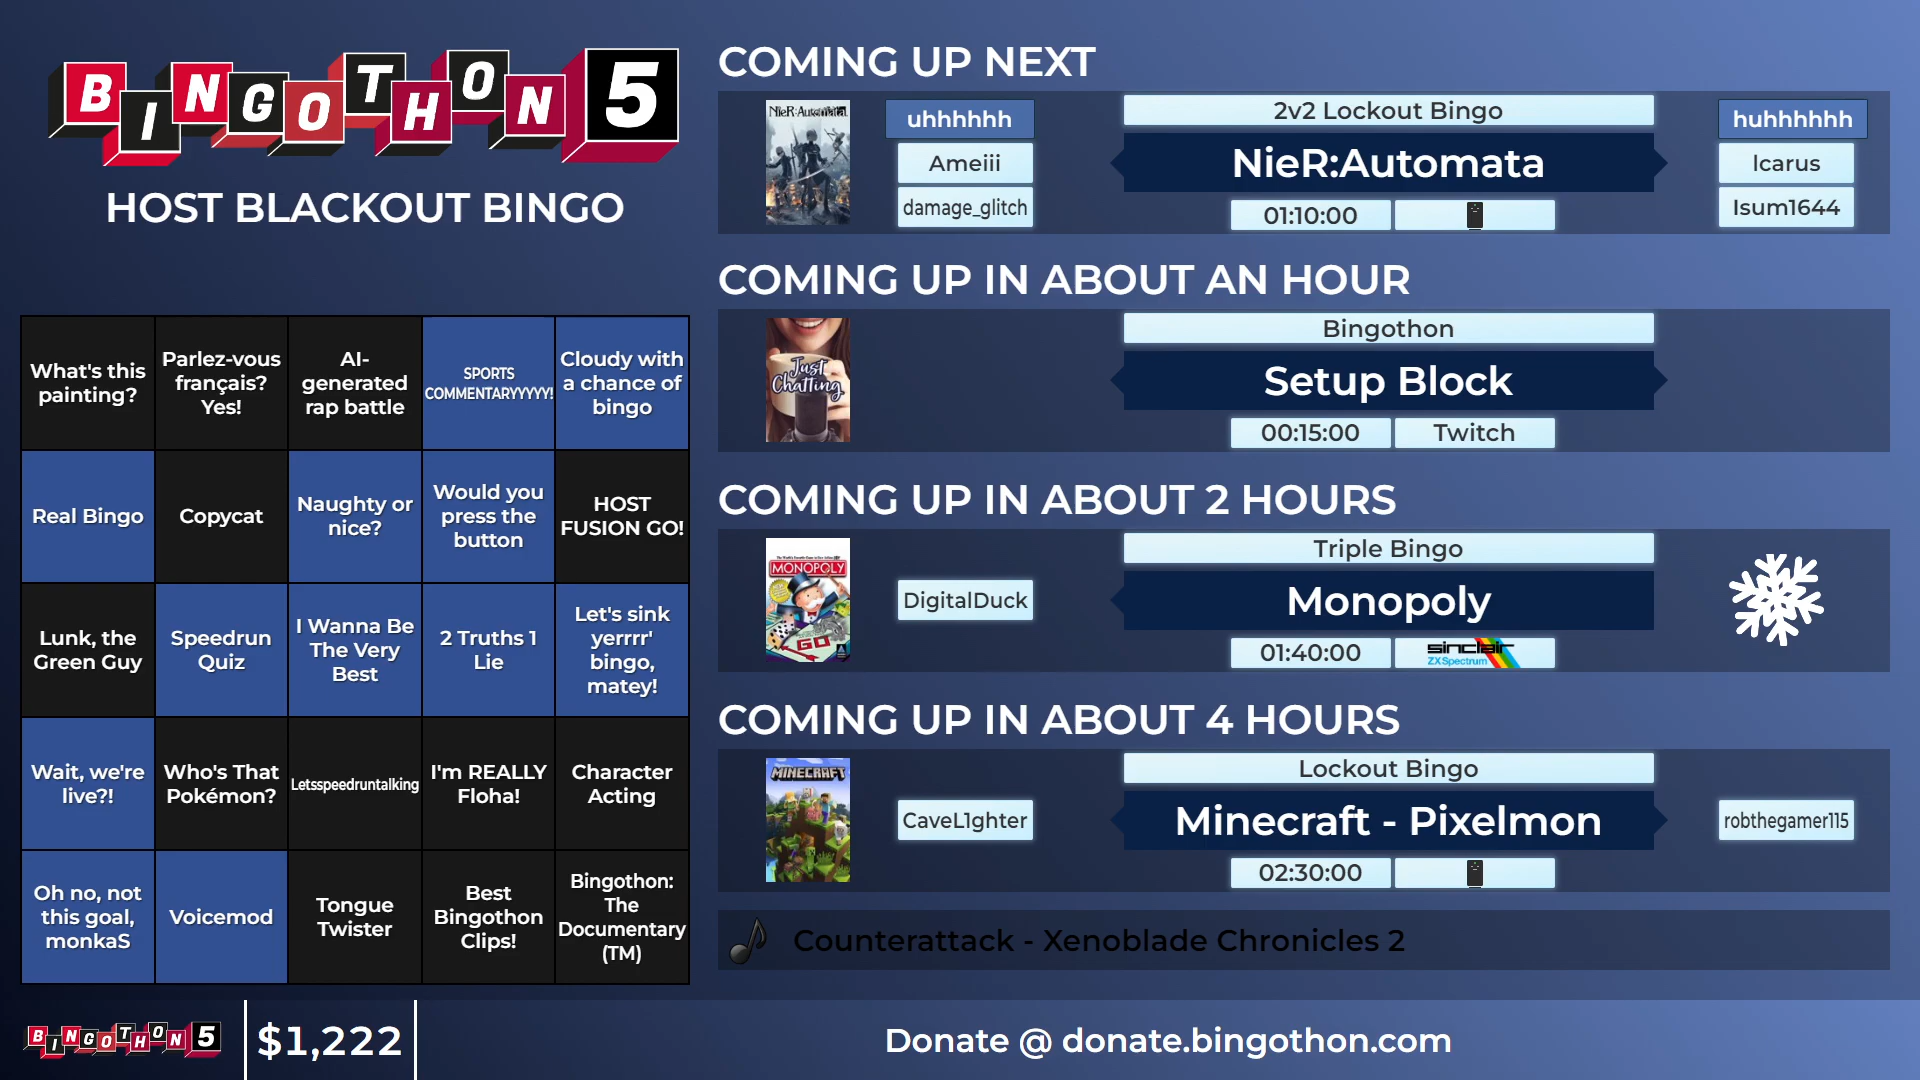 BINGOTHON 5
HOST BLACKOUT BINGO
What's this
painting?
Parlez-vous
français?
Yes!
AI-
generated
rap battle
SPORTS
COMMENTARYYYYY!
Cloudy with
a chance of
bingo
Real Bingo
Copycat
Naughty or
nice?
Would you
press the
button
HOST
FUSION GO!
Lunk, the
Green Guy
Speedrun
Quiz
I Wanna Be
The Very
Best
2 Truths 1
Lie
Let's sink
yerrrr'
bingo,
matey!
Wait, we're
live?!
Who's That
Pokémon?
Letsspeedruntalking
I'm REALLY
Floha!
Character
Acting
Oh no, not
this goal,
monkaS
Voicemod
Tongue
Twister
Best
Bingothon
Clips!
Bingothon:
The
Documentary
(TM)
COMING UP NEXT
NieR:Automata
uhhhhhh
Ameiii
damage_glitch
2v2 Lockout Bingo
NieR:Automata
01:10:00
huhhhhhh
Icarus
Isum1644
COMING UP IN ABOUT AN HOUR
Just
Chatting
Bingothon
Setup Block
00:15:00
Twitch
COMING UP IN ABOUT 2 HOURS
MONOPOLY
GO
DigitalDuck
Triple Bingo
Monopoly
01:40:00
sinclair
ZX Spectrum
COMING UP IN ABOUT 4 HOURS
MINECRAFT
CaveL1ghter
Lockout Bingo
Minecraft - Pixelmon
02:30:00
robthegamer115
Counterattack - Xenoblade Chronicles 2
BINGOTHON 5
$1,222
Donate @ donate.bingothon.com